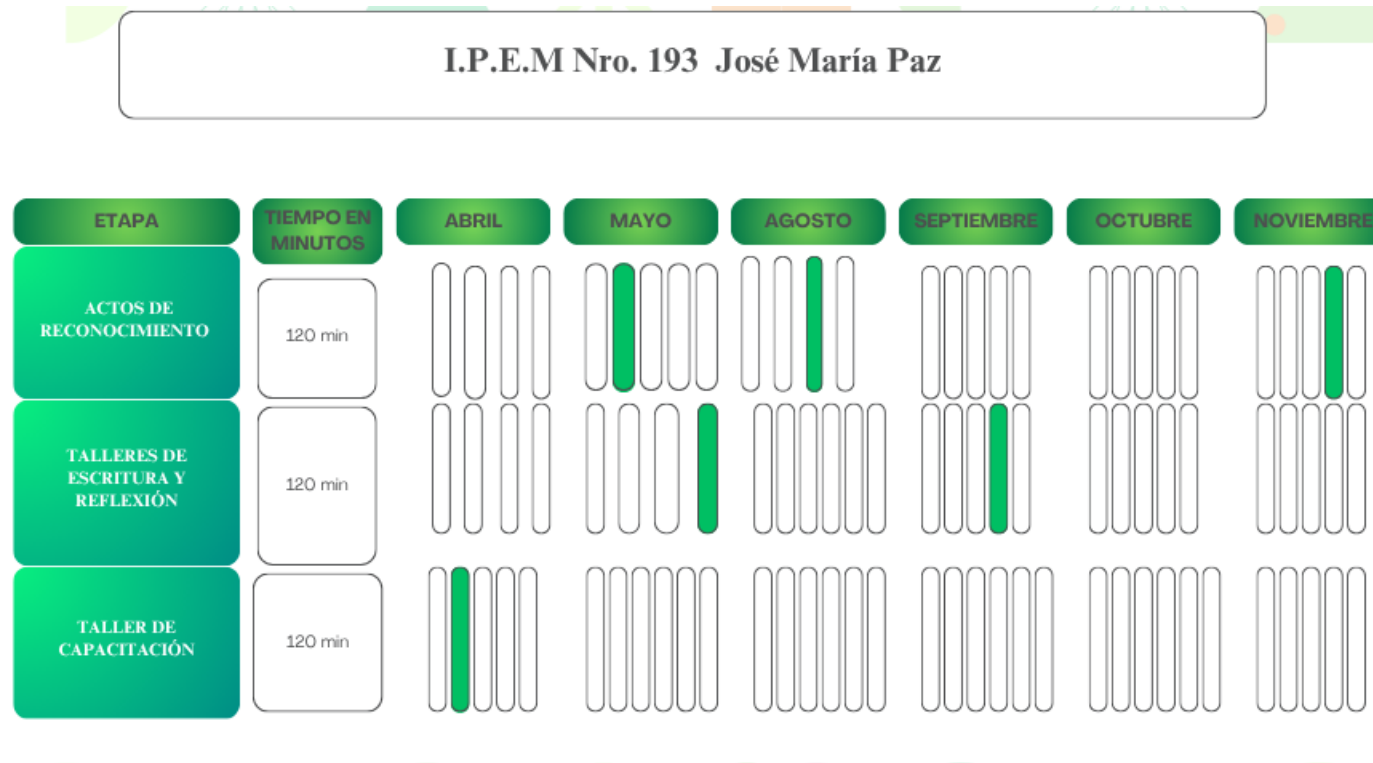 I.P.E.M Nro. 193 José María Paz
ETAPA
TIEMPO EN
MINUTOS
ABRIL
MAYO
AGOSTO
SEPTIEMBRE
OCTUBRE
NOVIEMBRE
ACTOS DE
RECONOCIMIENTO
120 min
TALLERES DE
ESCRITURA Y
REFLEXIÓN
120 min
TALLER DE
CAPACITACIÓN
120 min